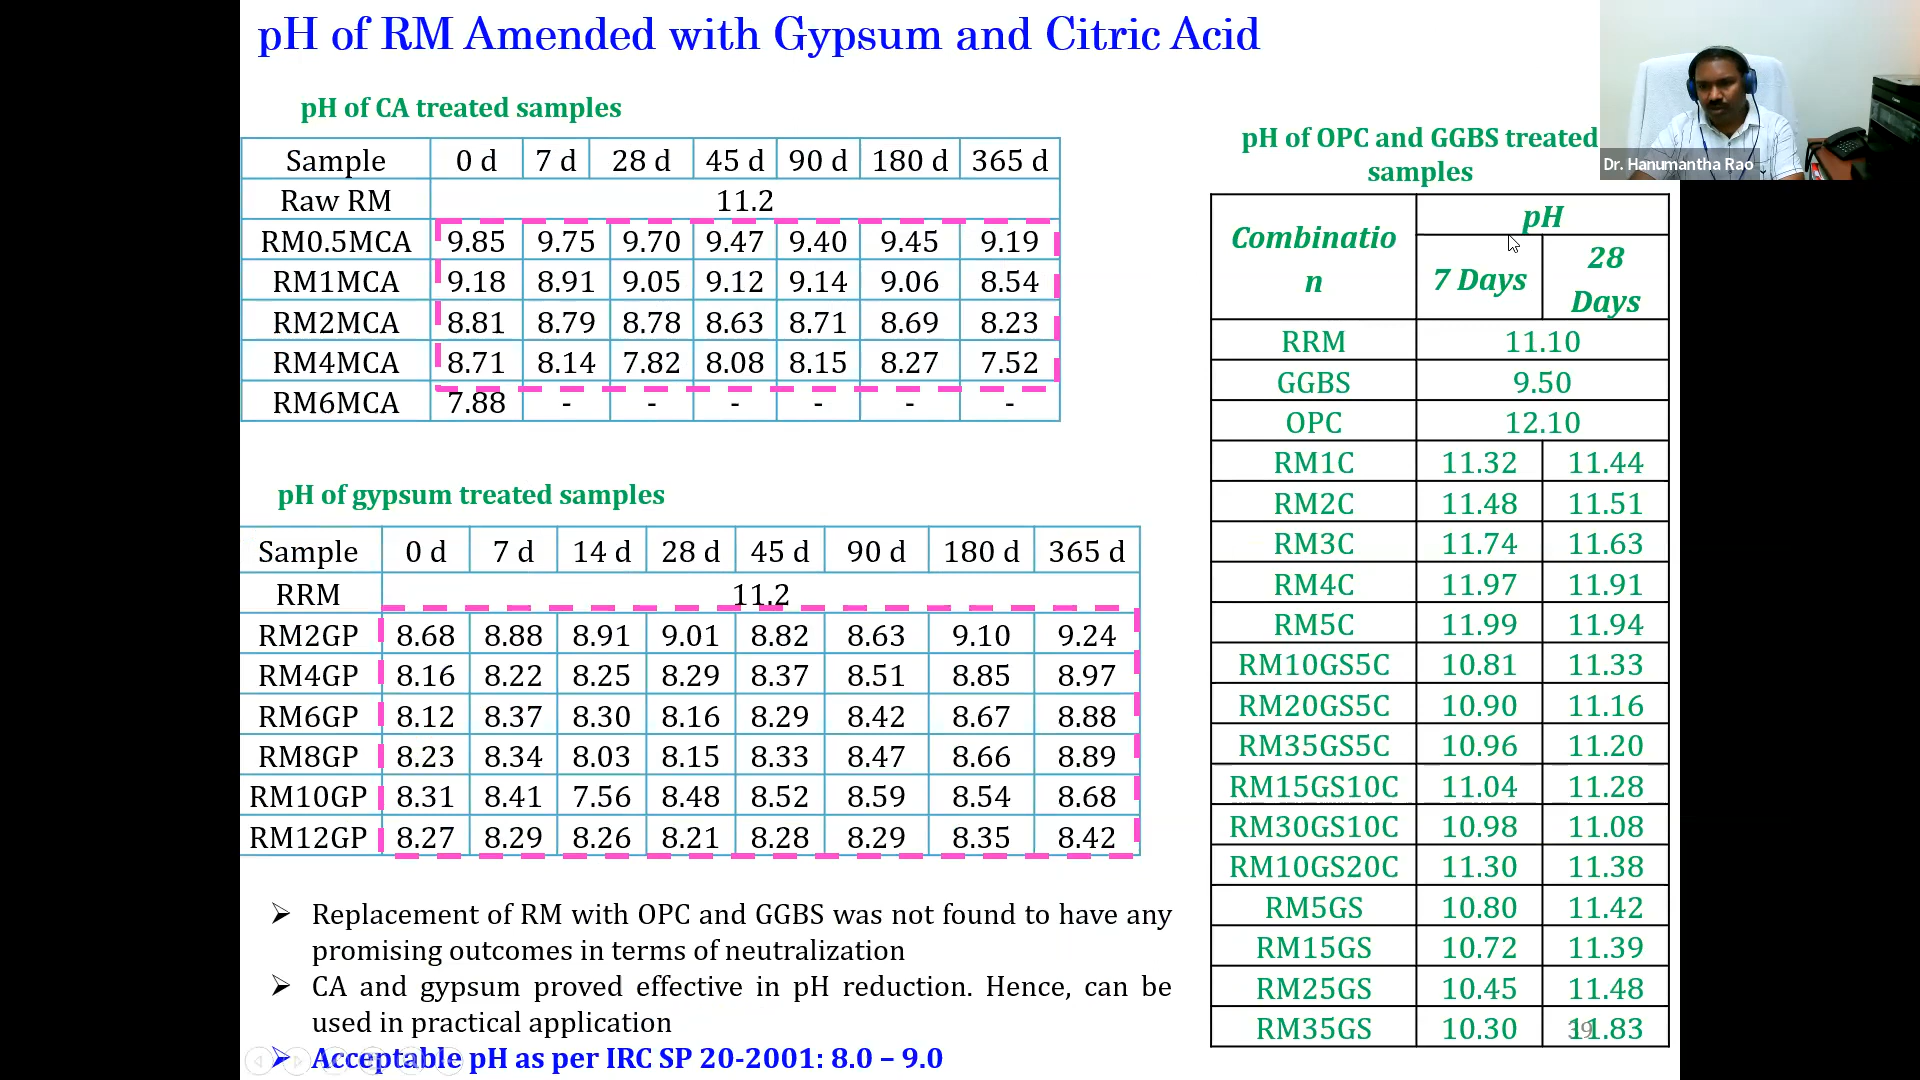 pH of RM Amended with Gypsum and Citric Acid
pH of CA treated samples
Sample 0 d 7 d 28 d 45 d 90 d 180 d 365 d
Raw RM 11.2
RM0.5MCA 9.85 9.75 9.70 9.47 9.40 9.45 9.19
RM1MCA 9.18 8.91 9.05 9.12 9.14 9.06 8.54
RM2MCA 8.81 8.79 8.78 8.63 8.71 8.69 8.23
RM4MCA 8.71 8.14 7.82 8.08 8.15 8.27 7.52
RM6MCA 7.88 - - - - - -
pH of gypsum treated samples
Sample 0 d 7 d 14 d 28 d 45 d 90 d 180 d 365 d
RRM 11.2
RM2GP 8.68 8.88 8.91 9.01 8.82 8.63 9.10 9.24
RM4GP 8.16 8.22 8.25 8.29 8.37 8.51 8.85 8.97
RM6GP 8.12 8.37 8.30 8.16 8.29 8.42 8.67 8.88
RM8GP 8.23 8.34 8.03 8.15 8.33 8.47 8.66 8.89
RM10GP 8.31 8.41 7.56 8.48 8.52 8.59 8.54 8.68
RM12GP 8.27 8.29 8.26 8.21 8.28 8.29 8.35 8.42
➢ Replacement of RM with OPC and GGBS was not found to have any
promising outcomes in terms of neutralization
➢ CA and gypsum proved effective in pH reduction. Hence, can be
used in practical application
➢ Acceptable pH as per IRC SP 20-2001: 8.0 – 9.0
pH of OPC and GGBS treated
samples
Combinatio
n
pH
7 Days
28
Days
RRM 11.10
GGBS 9.50
OPC 12.10
RM1C 11.32 11.44
RM2C 11.48 11.51
RM3C 11.74 11.63
RM4C 11.97 11.91
RM5C 11.99 11.94
RM10GS5C 10.81 11.33
RM20GS5C 10.90 11.16
RM35GS5C 10.96 11.20
RM15GS10C 11.04 11.28
RM30GS10C 10.98 11.08
RM10GS20C 11.30 11.38
RM5GS 10.80 11.42
RM15GS 10.72 11.39
RM25GS 10.45 11.48
RM35GS 10.30 11.83
39
Dr. Hanumantha Rao